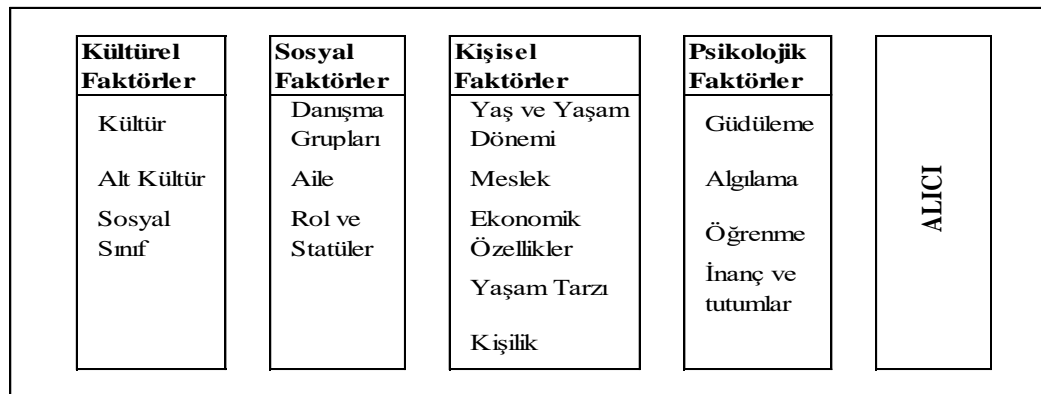 Kültürel
Faktörler
Kültür
Alt Kültür
Sosyal
Sınıf
Sosyal
Faktörler
Danışma
Grupları
Aile
Rol ve
Statüler
Kişisel
Faktörler
Yaş ve Yaşam
Dönemi
Meslek
Ekonomik
Özellikler
Yaşam Tarzı
Kişilik
Psikolojik
Faktörler
Güdüleme
Algılama
Öğrenme
İnanç ve
tutumlar
ALICI